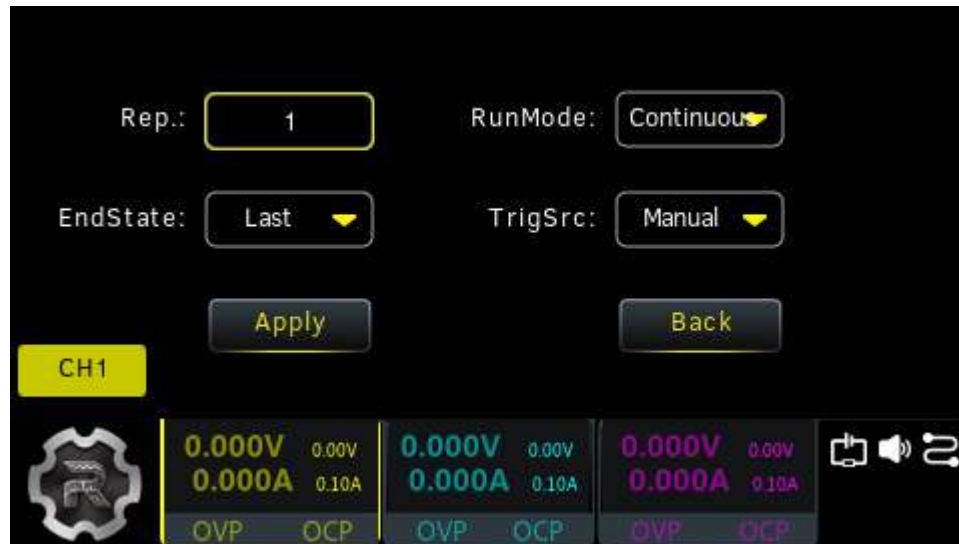 Rep.: 1 RunMode: Continuous
EndState: Last TrigSrc: Manual
Apply Back
CH1
0.000V 0.00V 0.000V 0.00V 0.000V 0.00V
0.000A 0.10A 0.000A 0.10A 0.000A 0.10A
OVP OCP OVP OCP OVP OCP
R